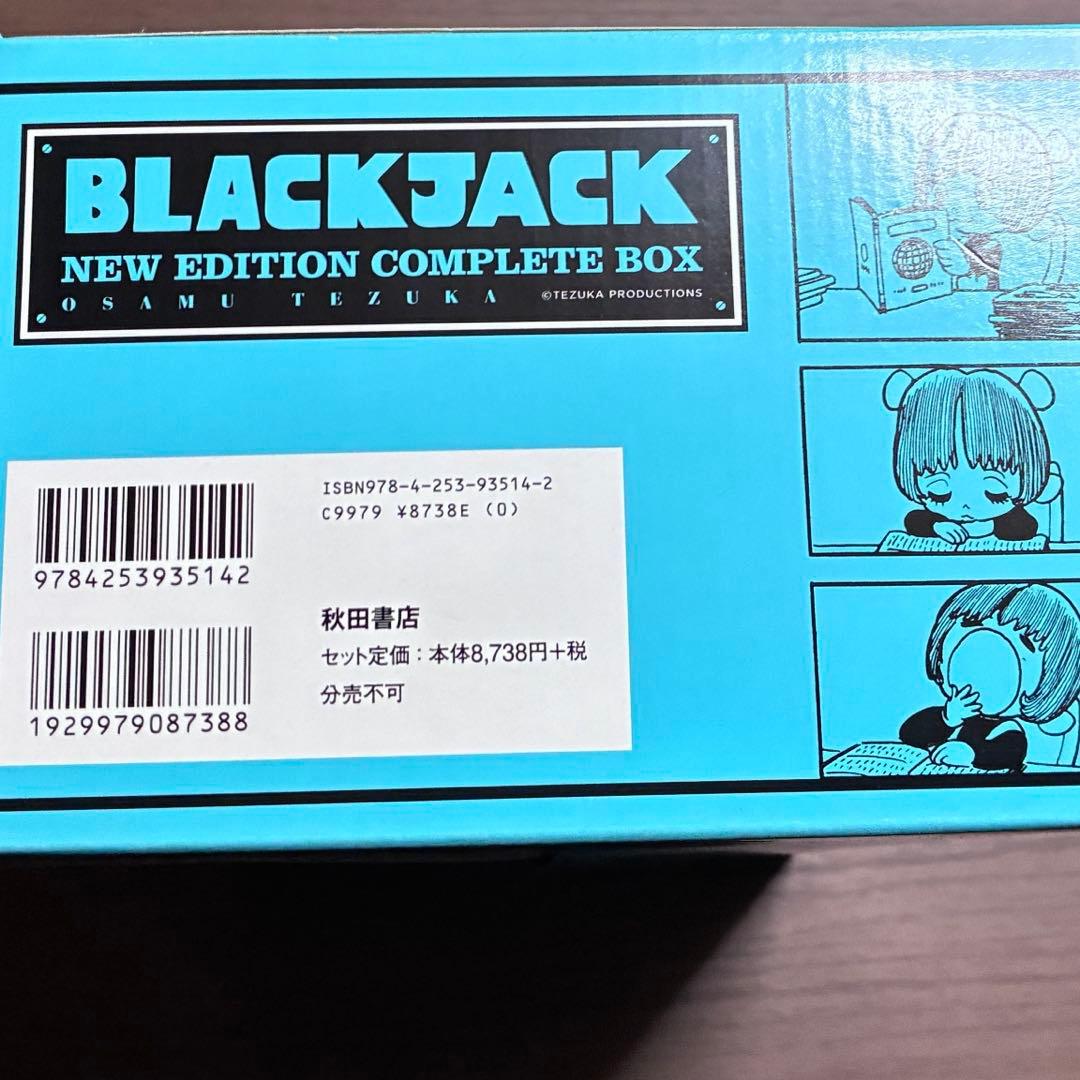 BLACKJACK
NEW EDITION COMPLETE BOX
OSAMU TEZUKA ©TEZUKA PRODUCTIONS
ISBN978-4-253-93514-2
C9979 ¥8738E (0)
9784253935142
秋田書店
セット定価：本体8,738円+税
分売不可
1929979087388